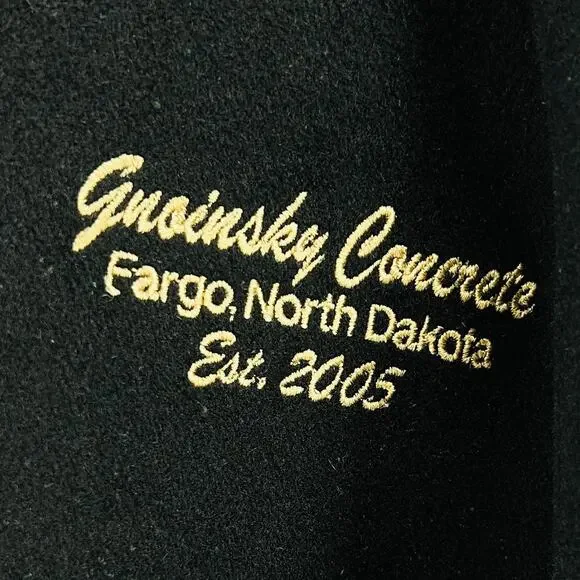 Gnoinsky Concrete
Fargo, North Dakota
Est. 2005